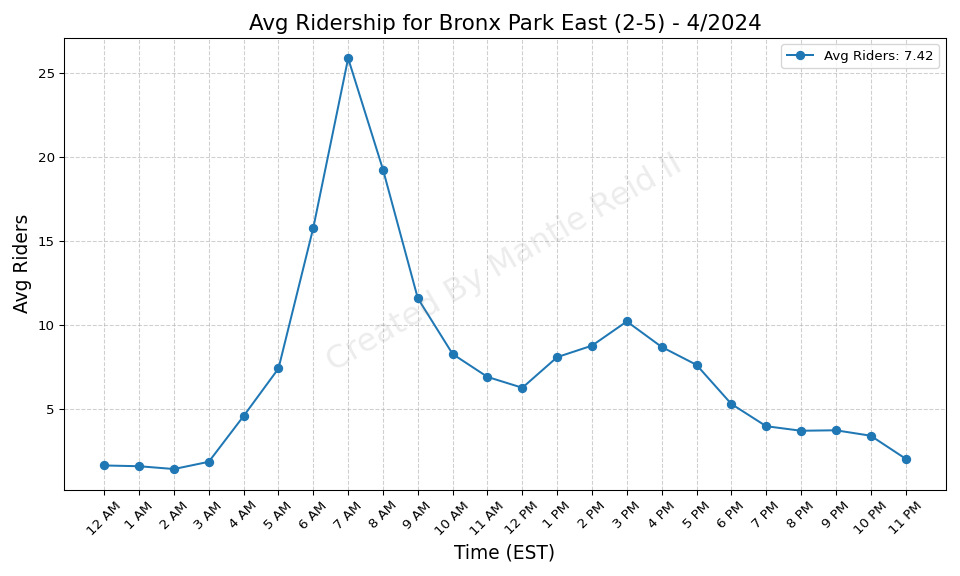 Avg Ridership for Bronx Park East (2-5) - 4/2024
Avg Riders: 7.42
25
20
15
10
5
Avg Riders
Created By Mantie Reid II
12 AM
1 AM
2 AM
3 AM
4 AM
5 AM
6 AM
7 AM
8 AM
9 AM
10 AM
11 AM
12 PM
1 PM
2 PM
3 PM
4 PM
5 PM
6 PM
7 PM
8 PM
9 PM
10 PM
11 PM
Time (EST)